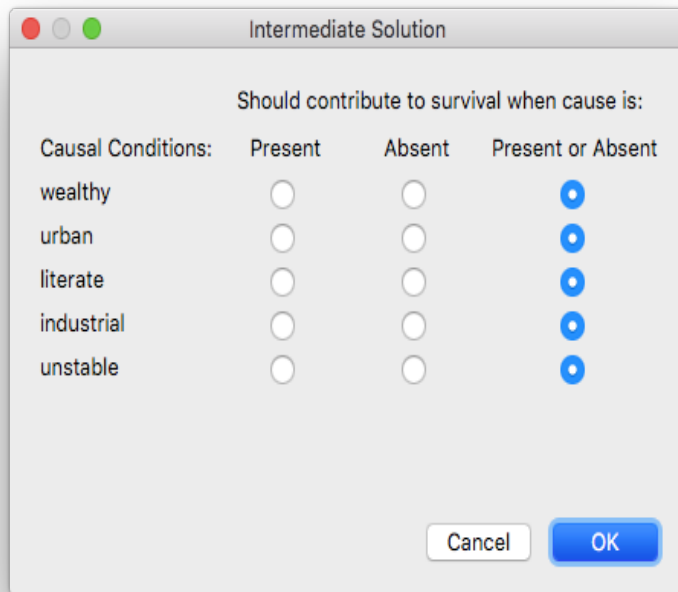 Intermediate Solution
Should contribute to survival when cause is:
Causal Conditions: Present Absent Present or Absent
wealthy
urban
literate
industrial
unstable
Cancel OK